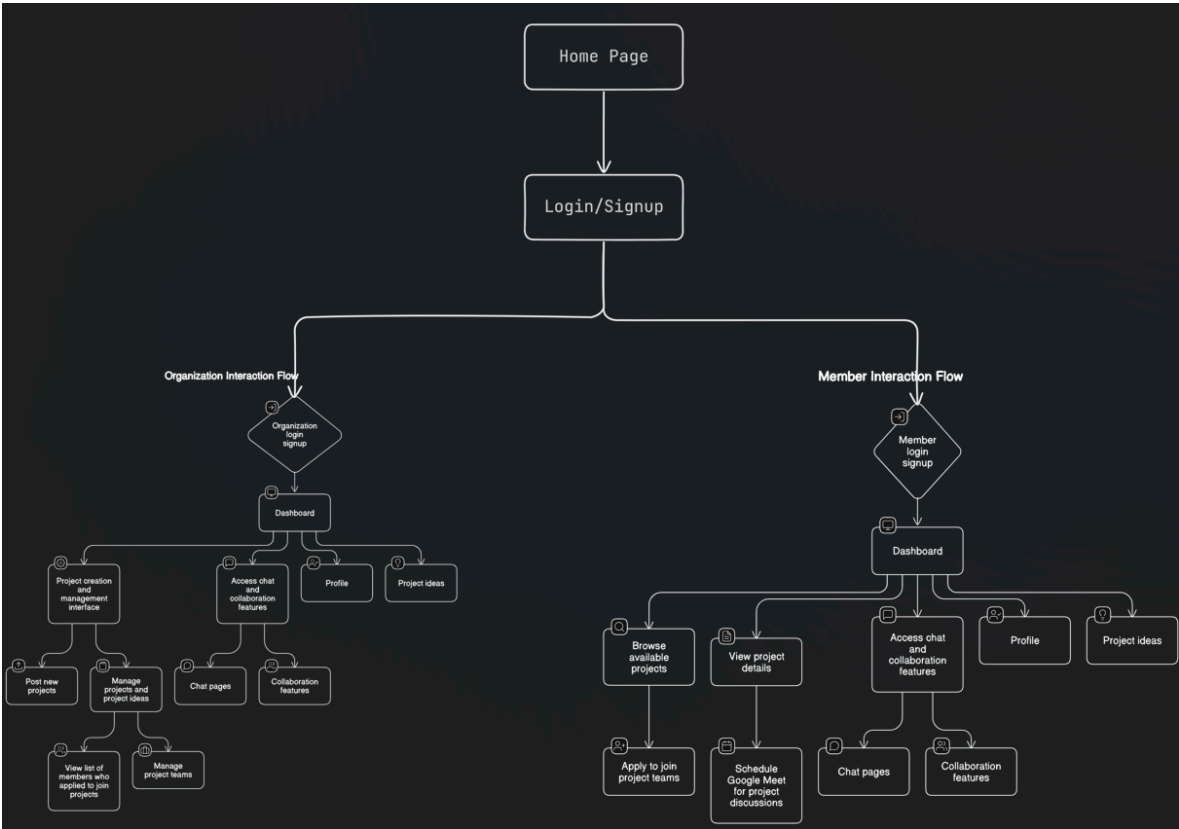 Home Page
Login/Signup
Organization Interaction Flow
Member Interaction Flow
Organization
login
signup
Member
login
signup
Dashboard
Dashboard
Project creation
and
management
interface
Access chat
and
collaboration
features
Profile
Project ideas
Post new
projects
Manage
projects and
project ideas
Chat pages
Collaboration
features
View list of
members who
applied to join
projects
Manage
project teams
Browse
available
projects
View project
details
Access chat
and
collaboration
features
Profile
Project ideas
Apply to join
project teams
Schedule
Google Meet
for project
discussions
Chat pages
Collaboration
features